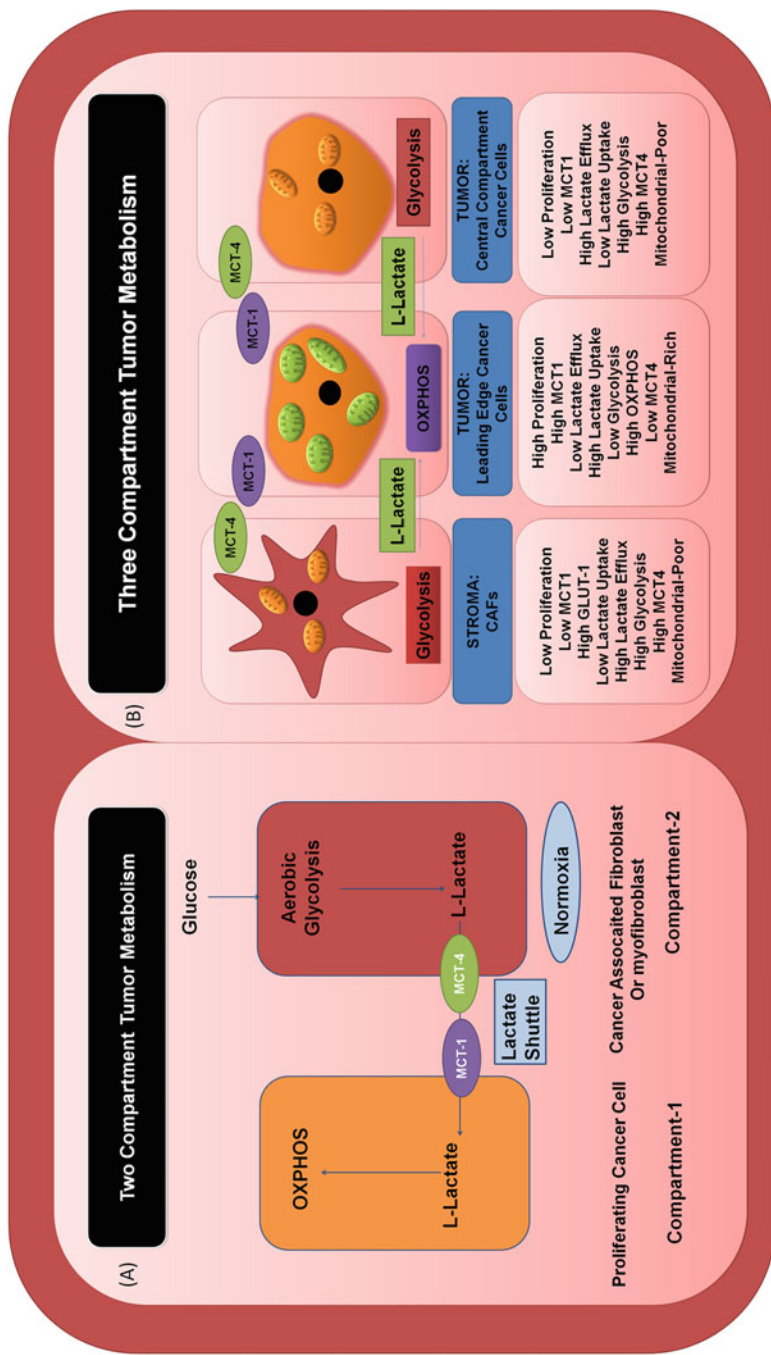 (A)
Two Compartment Tumor Metabolism
Glucose
OXPHOS
Aerobic
Glycolysis
L-Lactate
MCT-1
MCT-4
L-Lactate
Lactate
Shuttle
Normoxia
Proliferating Cancer Cell
Cancer Assocaited Fibroblast
Or myofibroblast
Compartment-1
Compartment-2
(B)
Three Compartment Tumor Metabolism
MCT-4
MCT-1
MCT-1
MCT-4
Glycolysis
L-Lactate
OXPHOS
L-Lactate
Glycolysis
STROMA:
CAFs
TUMOR:
Leading Edge Cancer
Cells
TUMOR:
Central Compartment
Cancer Cells
Low Proliferation
Low MCT1
High GLUT-1
Low Lactate Uptake
High Lactate Efflux
High Glycolysis
High MCT4
Mitochondrial-Poor
High Proliferation
High MCT1
Low Lactate Efflux
High Lactate Uptake
Low Glycolysis
High OXPHOS
Low MCT4
Mitochondrial-Rich
Low Proliferation
Low MCT1
High Lactate Efflux
Low Lactate Uptake
High Glycolysis
High MCT4
Mitochondrial-Poor